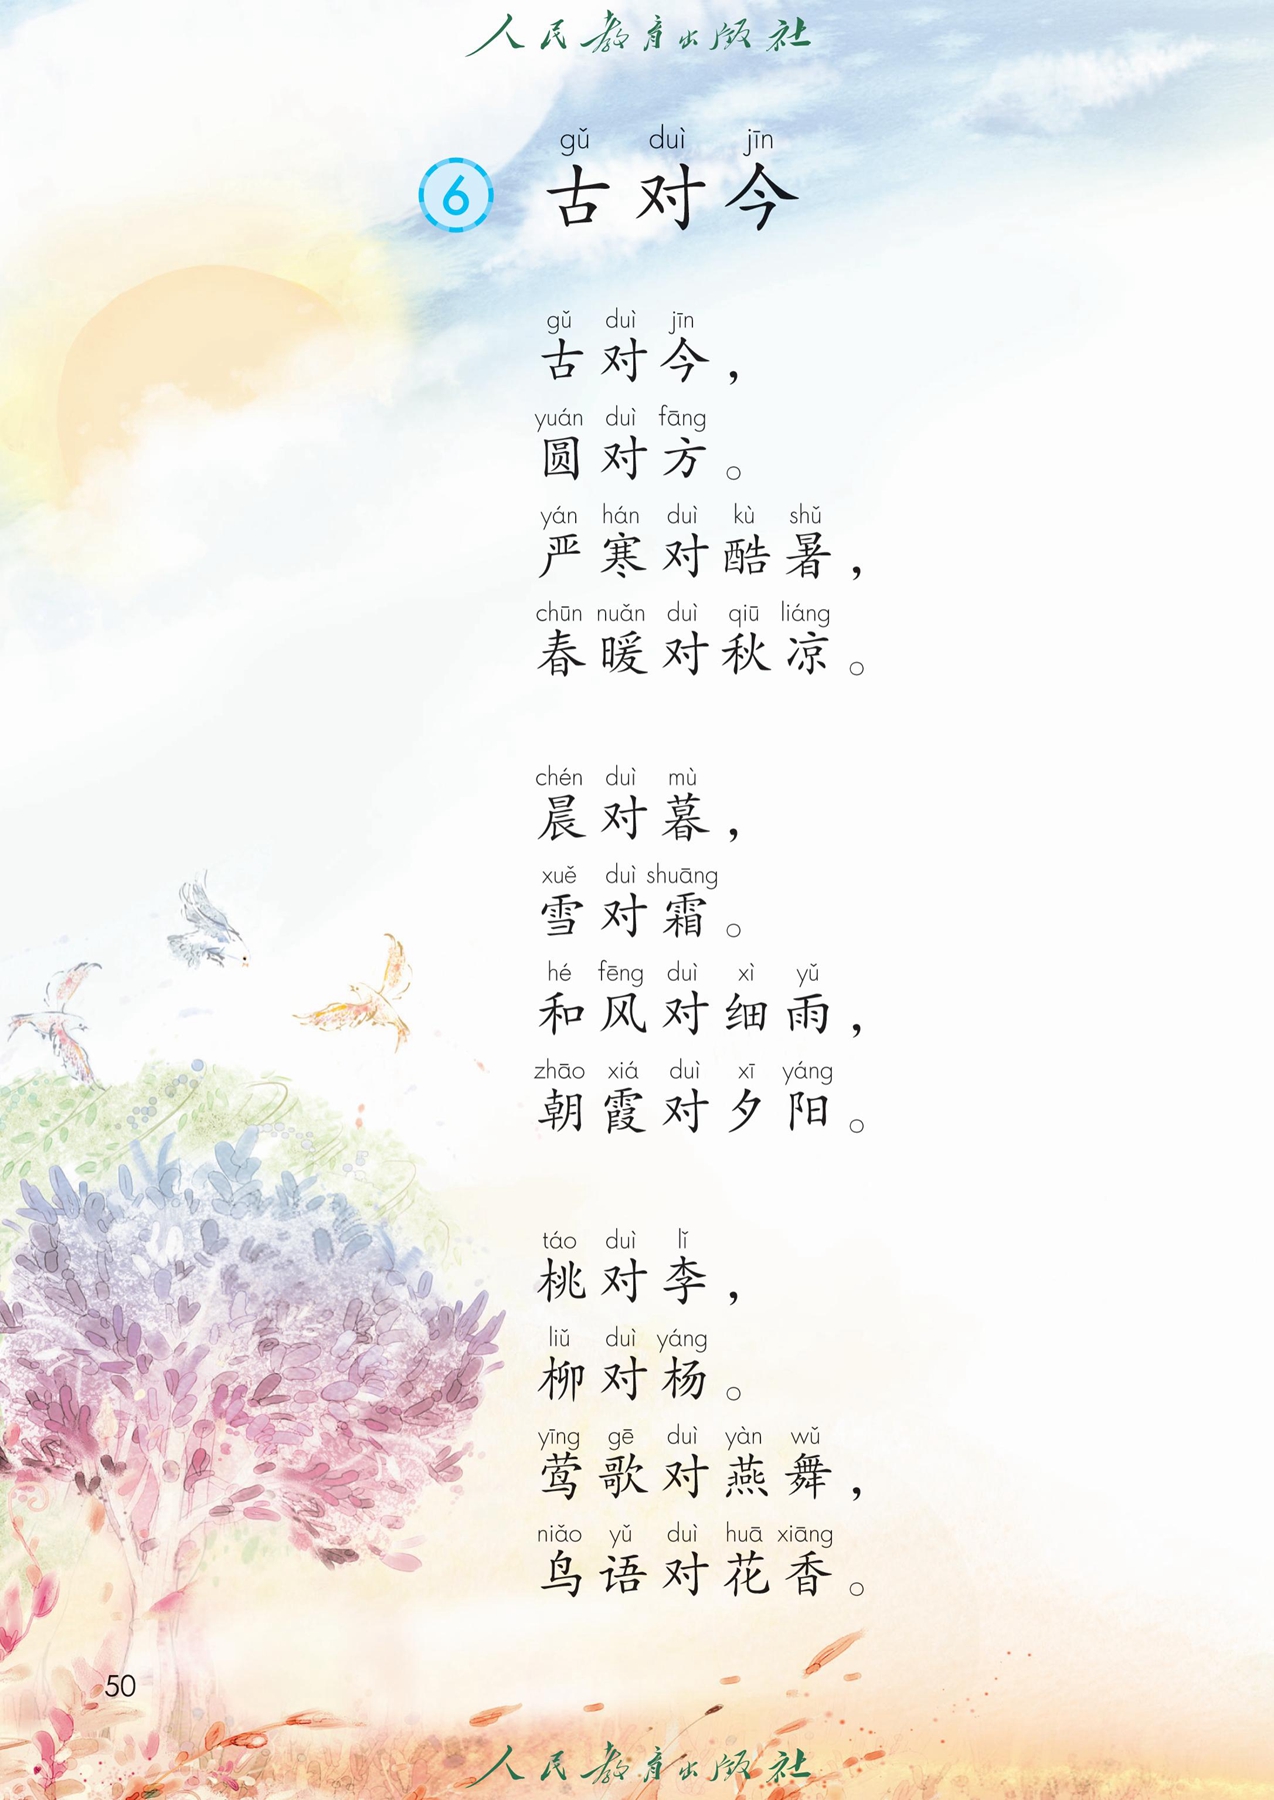 人民教育出版社
gǔ duì jīn
6 古对今
gǔ duì jīn
古对今，
yuán duì fāng
圆对方。
yán hán duì kù shǔ
严寒对酷暑，
chūn nuǎn duì qiū liáng
春暖对秋凉。
chén duì mù
晨对暮，
xuě duì shuāng
雪对霜。
hé fēng duì xì yǔ
和风对细雨，
zhāo xiá duì xī yáng
朝霞对夕阳。
táo duì lǐ
桃对李，
liǔ duì yáng
柳对杨。
yīng gē duì yàn wǔ
莺歌对燕舞，
niǎo yǔ duì huā xiāng
鸟语对花香。
50
人民教育出版社